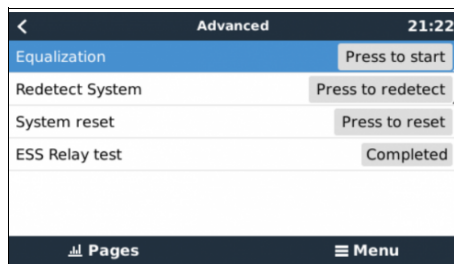 Advanced 21:22
Equalization Press to start
Redetect System Press to redetect
System reset Press to reset
ESS Relay test Completed
Pages Menu